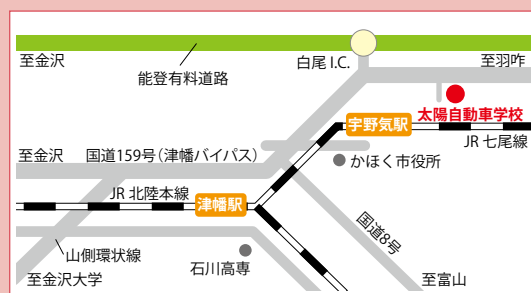 至金沢
能登有料道路
白尾 I.C.
至羽咋
太陽自動車学校
宇野気駅
JR 七尾線
至金沢
国道159号(津幡バイパス)
かほく市役所
JR 北陸本線
津幡駅
国道8号
山側環状線
至金沢大学
石川高専
至富山